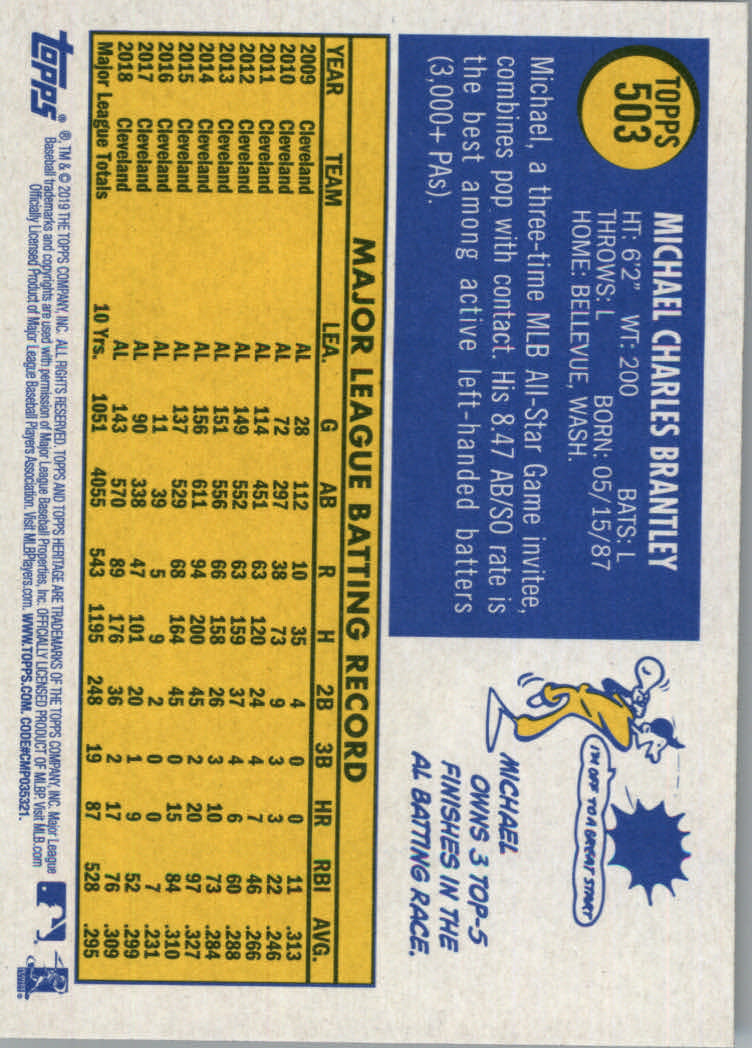 TOPPS
503
MICHAEL CHARLES BRANTLEY
HT: 6'2" WT: 200 BATS: L
THROWS: L BORN: 05/15/87
HOME: BELLEVUE, WASH.
Michael, a three-time MLB All-Star Game invitee,
combines pop with contact. His 8.47 AB/SO rate is
the best among active left-handed batters
(3,000+ PAs).
I'M OFF TO A GREAT START
MICHAEL
OWNS 3 TOP-5
FINISHES IN THE
AL BATTING RACE.
MAJOR LEAGUE BATTING RECORD
YEAR TEAM LEA. G AB R H 2B 3B HR RBI AVG.
2009 Cleveland AL 28 112 10 35 4 0 0 11 .313
2010 Cleveland AL 72 297 38 73 9 3 3 22 .246
2011 Cleveland AL 114 451 63 120 24 4 7 46 .266
2012 Cleveland AL 149 552 63 159 37 4 6 60 .288
2013 Cleveland AL 151 556 66 158 26 3 10 73 .284
2014 Cleveland AL 156 611 94 200 45 2 20 97 .327
2015 Cleveland AL 137 529 68 164 45 0 15 84 .310
2016 Cleveland AL 11 39 5 9 2 0 0 7 .231
2017 Cleveland AL 90 338 47 101 20 1 9 52 .299
2018 Cleveland AL 143 570 89 176 36 2 17 76 .309
Major League Totals 10 Yrs. 1051 4055 543 1195 248 19 87 528 .295
topps® ®, TM & © 2019 THE TOPPS COMPANY, INC. ALL RIGHTS RESERVED. TOPPS AND TOPPS HERITAGE ARE TRADEMARKS OF THE TOPPS COMPANY, INC. Major League
Baseball trademarks and copyrights are used with permission of Major League Baseball Properties, Inc. OFFICIALLY LICENSED PRODUCT OF MLBP Visit MLB.com
Officially Licensed Product of Major League Baseball Players Association. Visit MLBPlayers.com. WWW.TOPPS.COM. CODE#CMP035321.